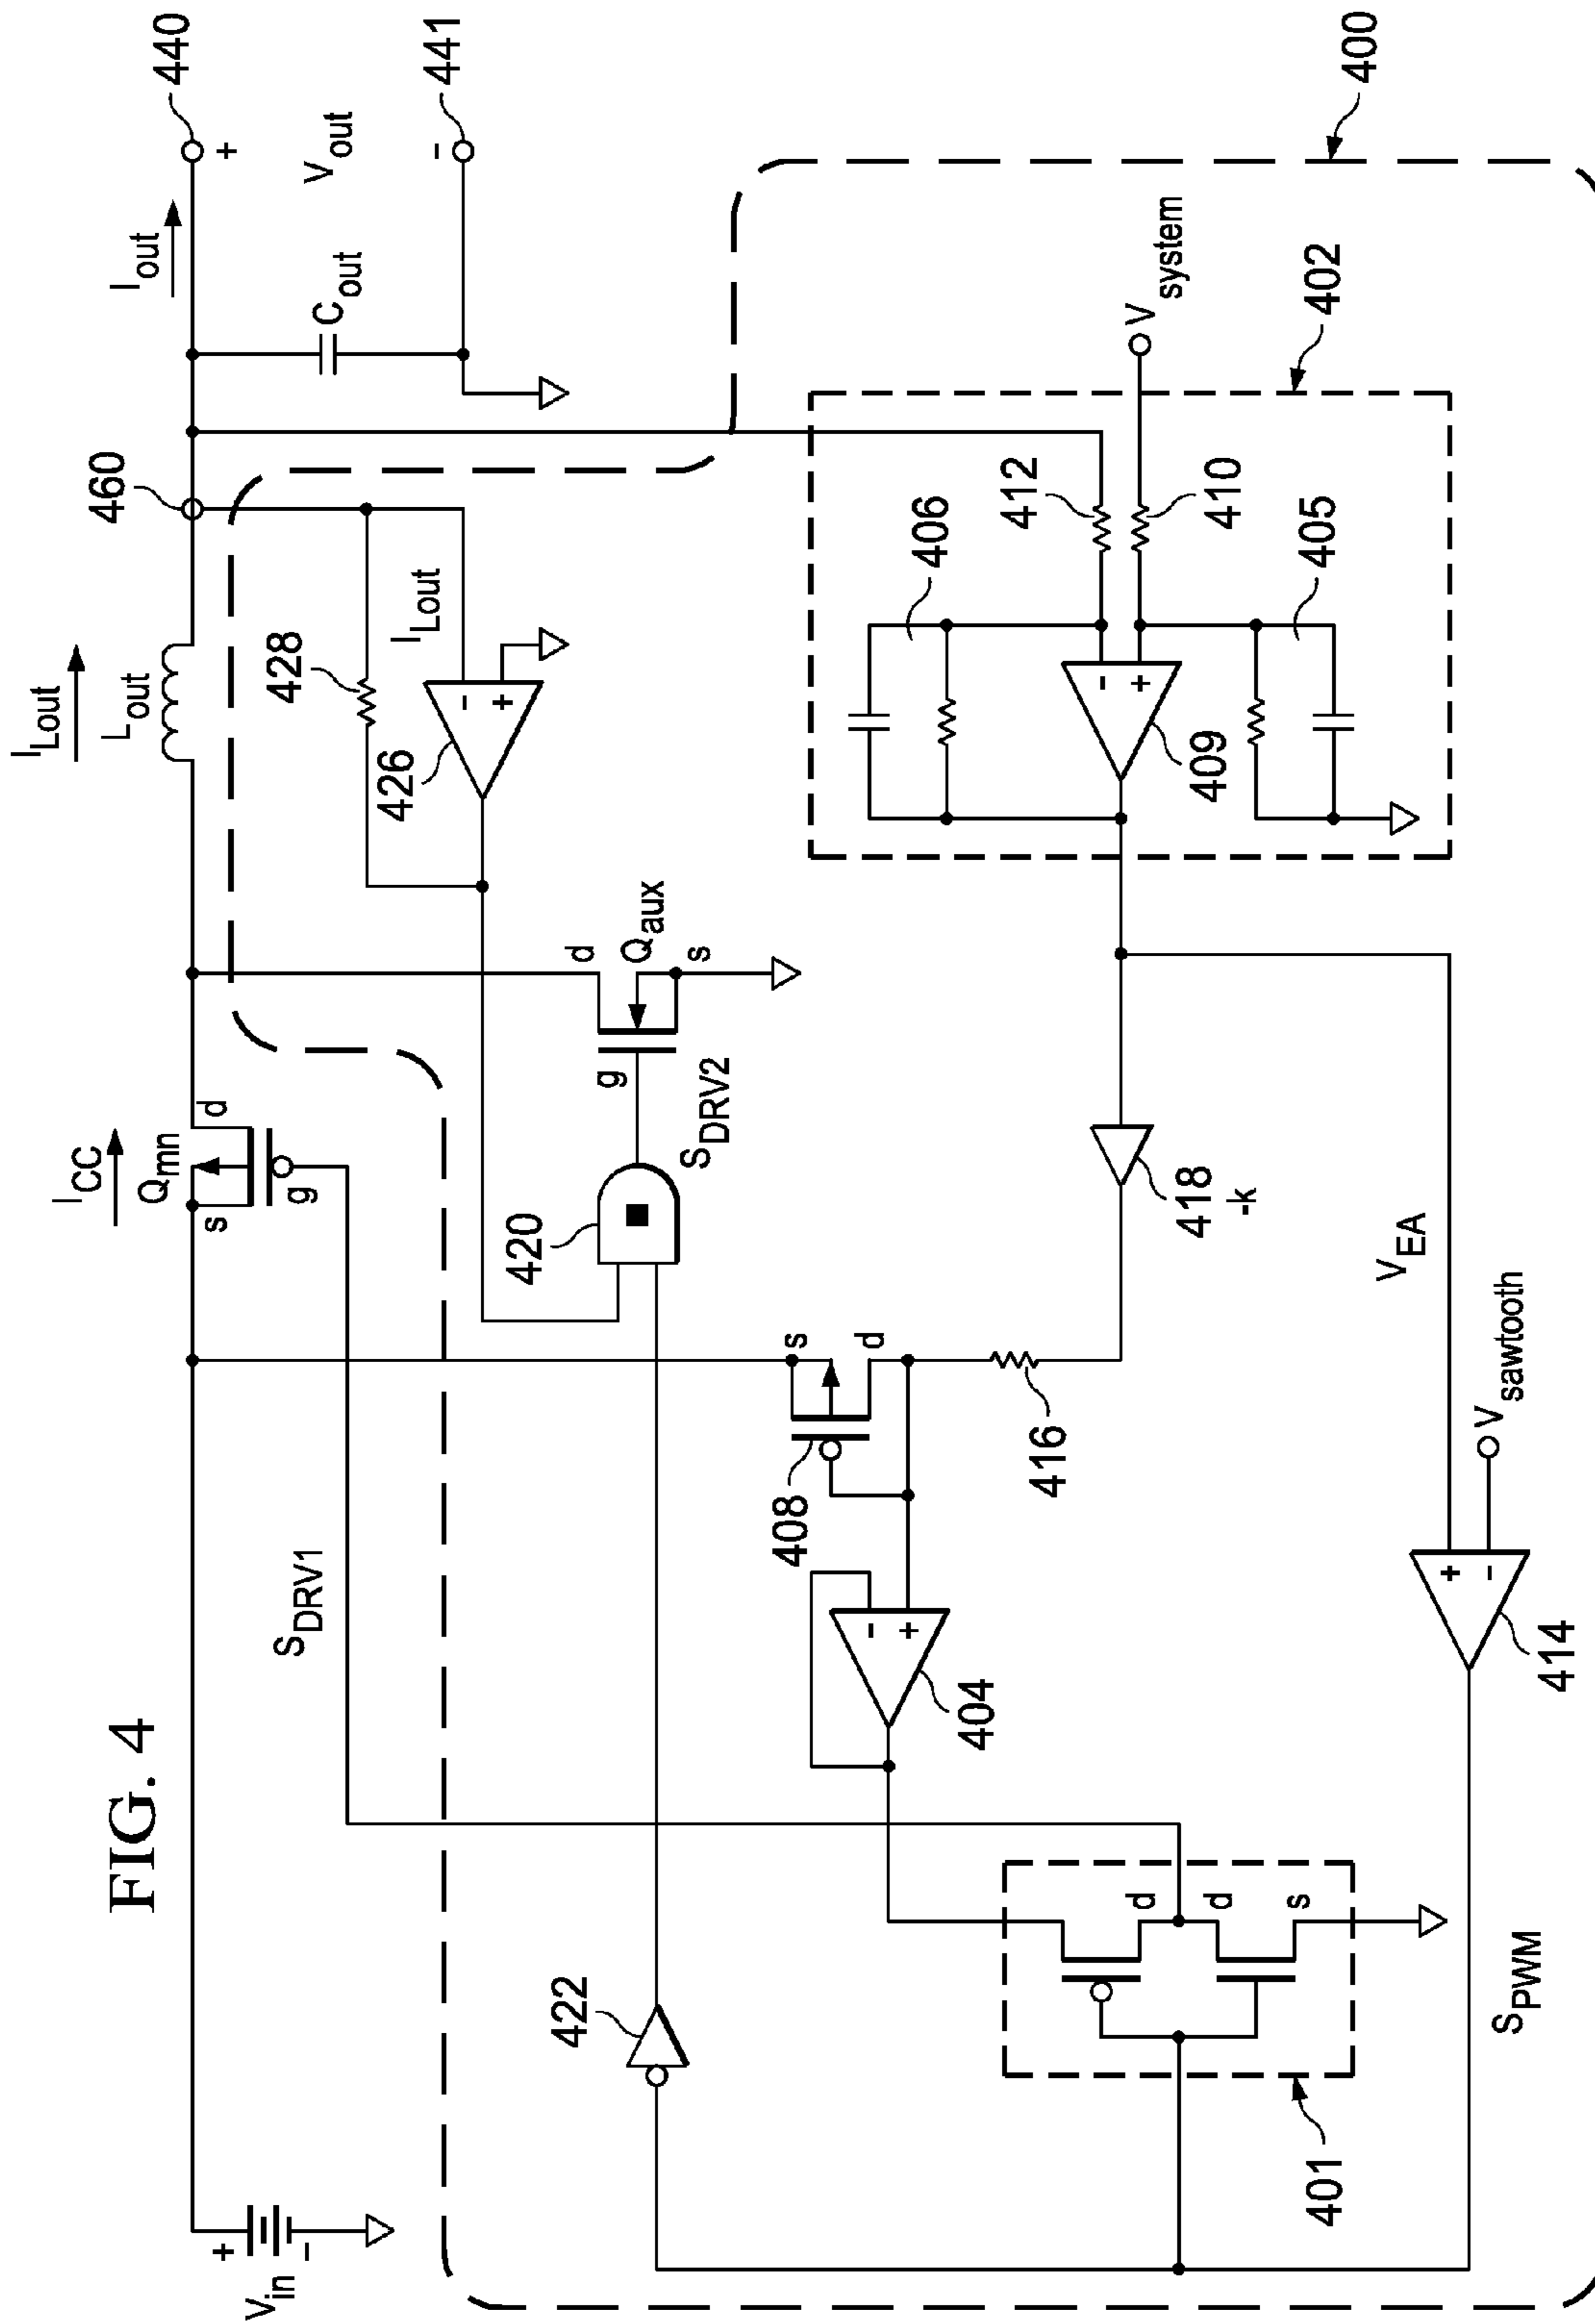 FIG. 4
I_CC
I_Lout
I_out
440
Q_mn
L_out
460
+
s
d
g
+
V_in
-
V_out
C_out
-
441
S_DRV1
428
I_Lout
426
-
+
d
Q_aux
s
g
S_DRV2
420
422
408
s
d
404
-
+
416
418
-k
406
412
-
+
409
410
405
V_system
402
400
d
d
s
401
V_EA
V_sawtooth
+
-
414
S_PWM